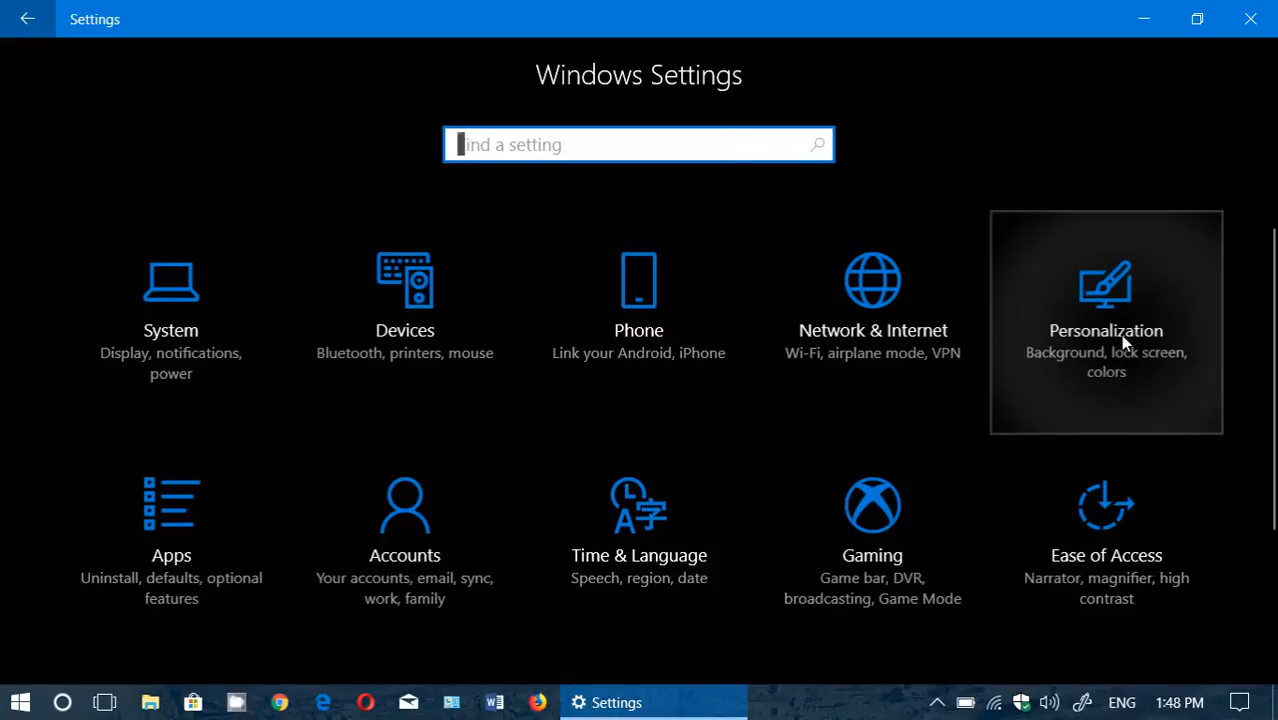 Settings
Windows Settings
ind a setting
System
Display, notifications,
power
Devices
Bluetooth, printers, mouse
Phone
Link your Android, iPhone
Network & Internet
Wi-Fi, airplane mode, VPN
Personalization
Background, lock screen,
colors
Apps
Uninstall, defaults, optional
features
Accounts
Your accounts, email, sync,
work, family
Time & Language
Speech, region, date
Gaming
Game bar, DVR,
broadcasting, Game Mode
Ease of Access
Narrator, magnifier, high
contrast
Settings
ENG
1:48 PM